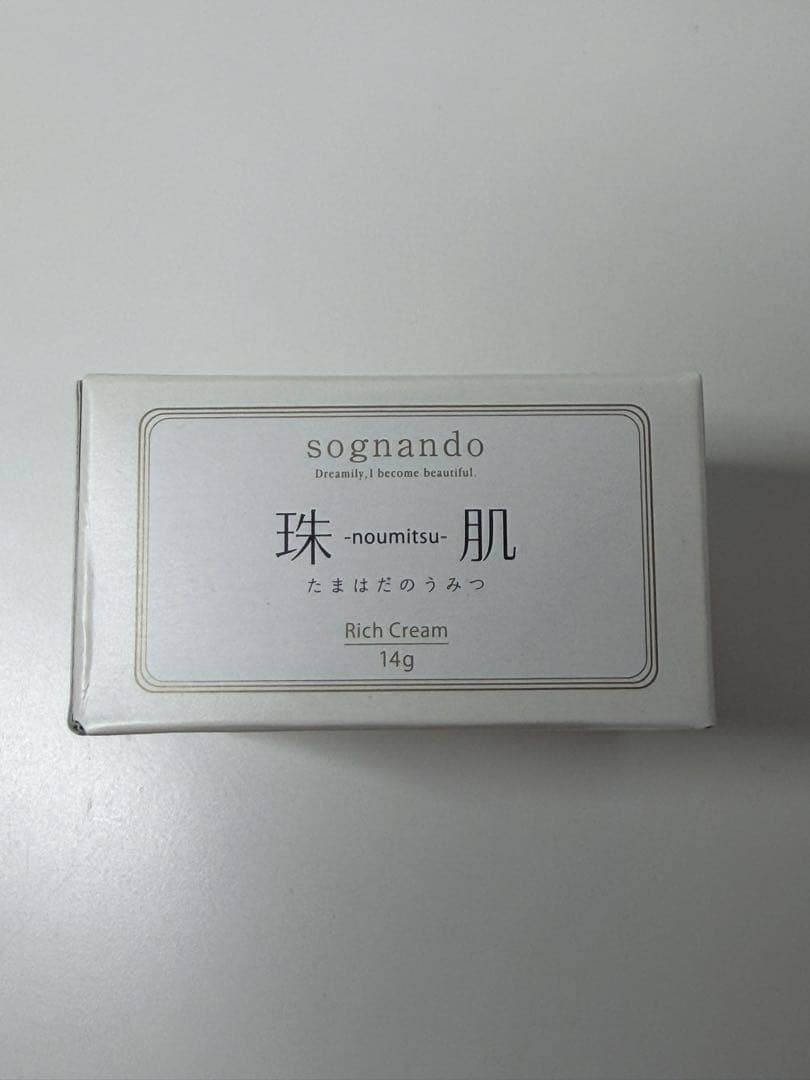 sognando
Dreamily,I become beautiful.
珠 -noumitsu- 肌
たまはだのうみつ
Rich Cream
14g